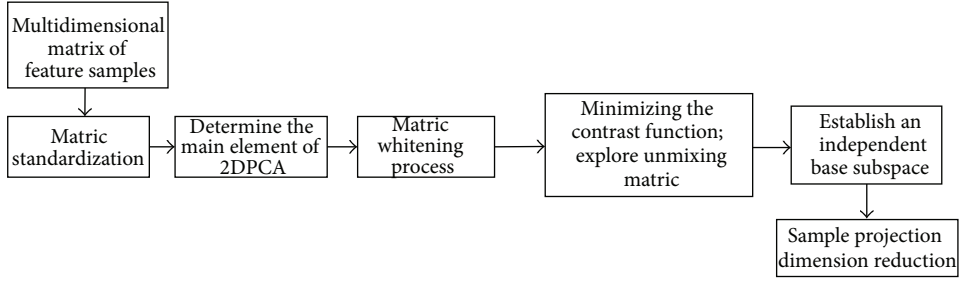 Multidimensional
matrix of
feature samples
Matric
standardization
Determine the
main element of
2DPCA
Matric
whitening
process
Minimizing the
contrast function;
explore unmixing
matric
Establish an
independent
base subspace
Sample projection
dimension reduction